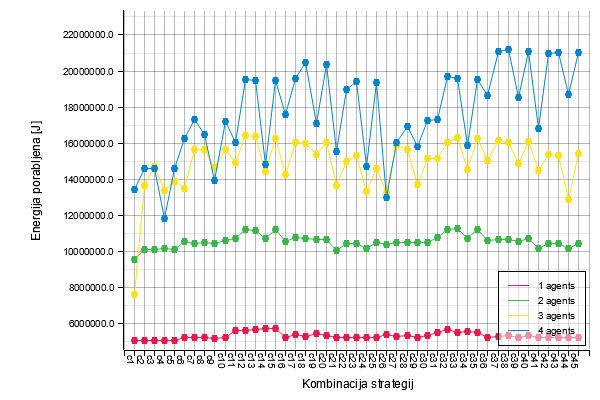 22000000.0
20000000.0
18000000.0
16000000.0
14000000.0
12000000.0
10000000.0
8000000.0
6000000.0
Energija porabljena [J]
1 agents
2 agents
3 agents
4 agents
c1 c2 c3 c4 c5 c6 c7 c8 c9 c10 c11 c12 c13 c14 c15 c16 c17 c18 c19 c20 c21 c22 c23 c24 c25 c26 c27 c28 c29 c30 c31 c32 c33 c34 c35 c36 c37 c38 c39 c40 c41 c42 c43 c44 c45
Kombinacija strategij